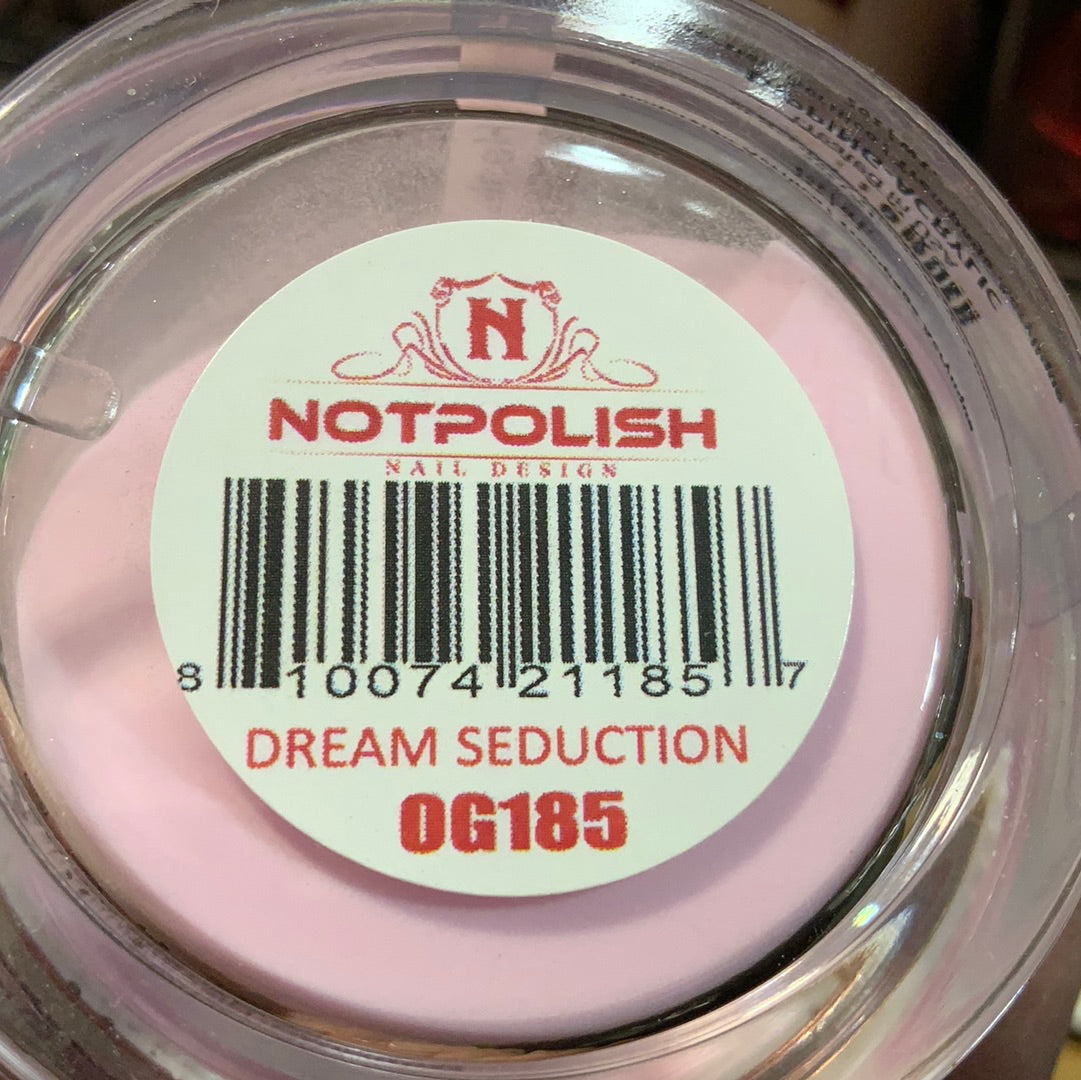 N
NOTPOLISH
NAIL DESIGN
8 10074 21185 7
DREAM SEDUCTION
OG185